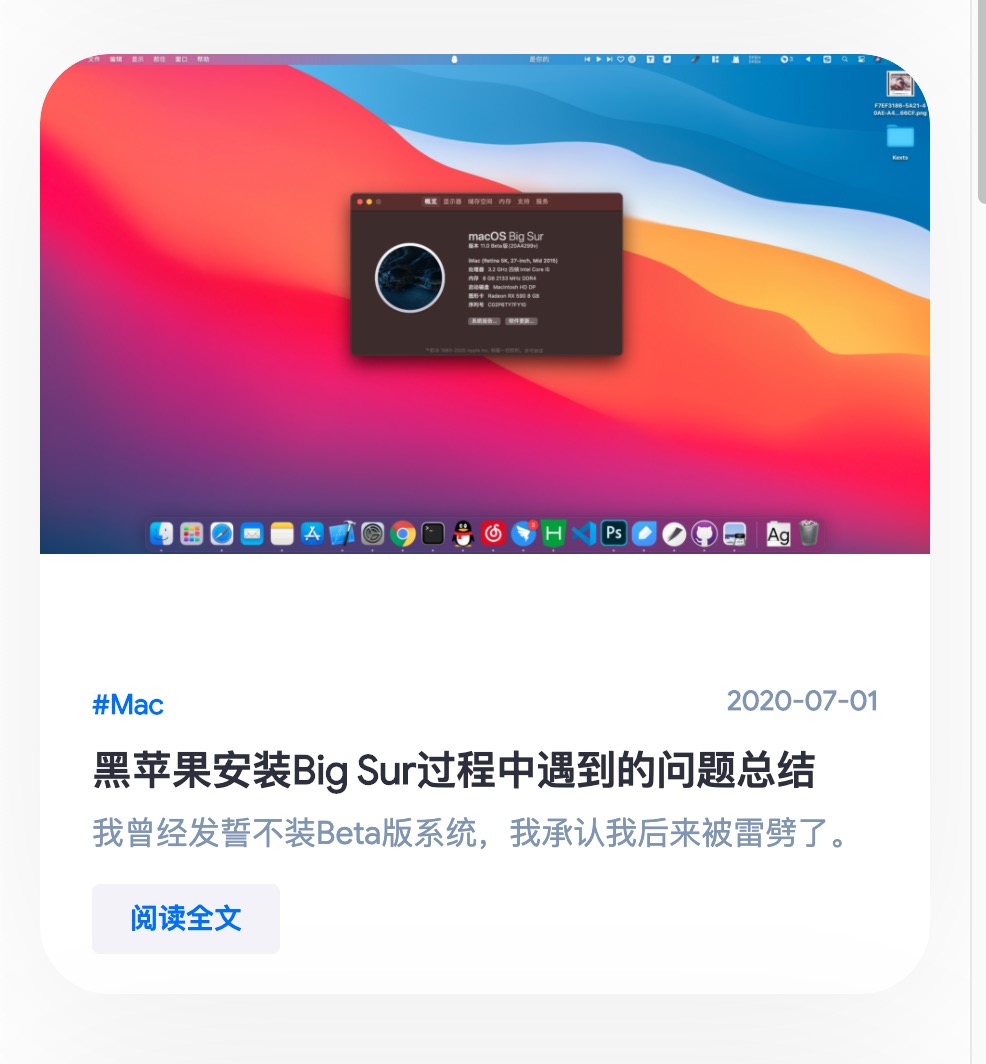 文件 编辑 显示 前往 窗口 帮助
是你的
F7EF3186-5A21-4
0AE-A4...66CF.png
Kexts
概览 显示器 储存空间 内存 支持 服务
macOS Big Sur
版本 11.0 Beta版 (20A4299v)
iMac (Retina 5K, 27-inch, Mid 2015)
处理器 3.2 GHz 四核Intel Core i5
内存 8 GB 2133 MHz DDR4
启动磁盘 Macintosh HD DP
图形卡 Radeon RX 590 8 GB
序列号
系统报告... 软件更新...
Ps
Ag
#Mac
2020-07-01
黑苹果安装Big Sur过程中遇到的问题总结
我曾经发誓不装Beta版系统，我承认我后来被雷劈了。
阅读全文